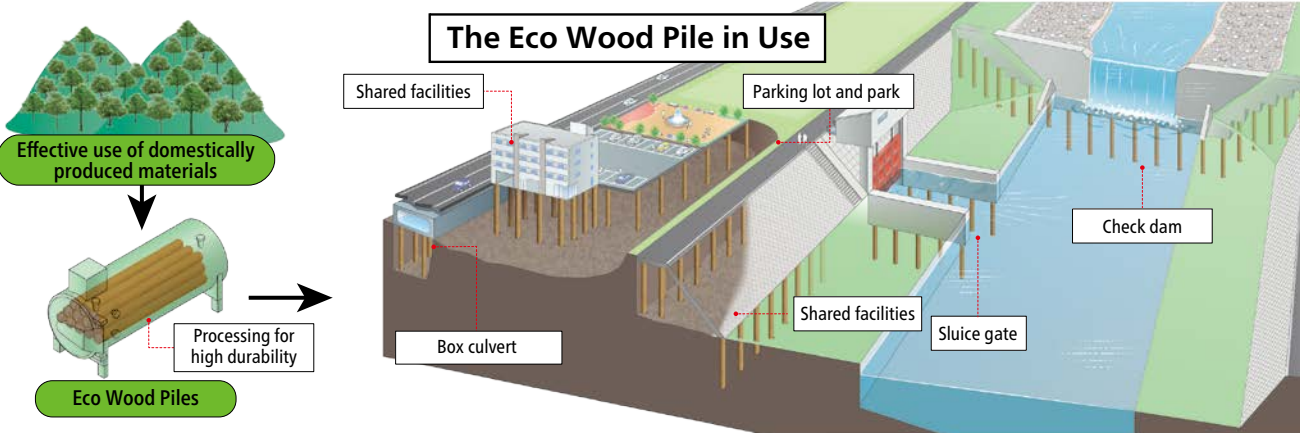 The Eco Wood Pile in Use
Effective use of domestically
produced materials
Processing for
high durability
Eco Wood Piles
Shared facilities
Parking lot and park
Check dam
Shared facilities
Sluice gate
Box culvert